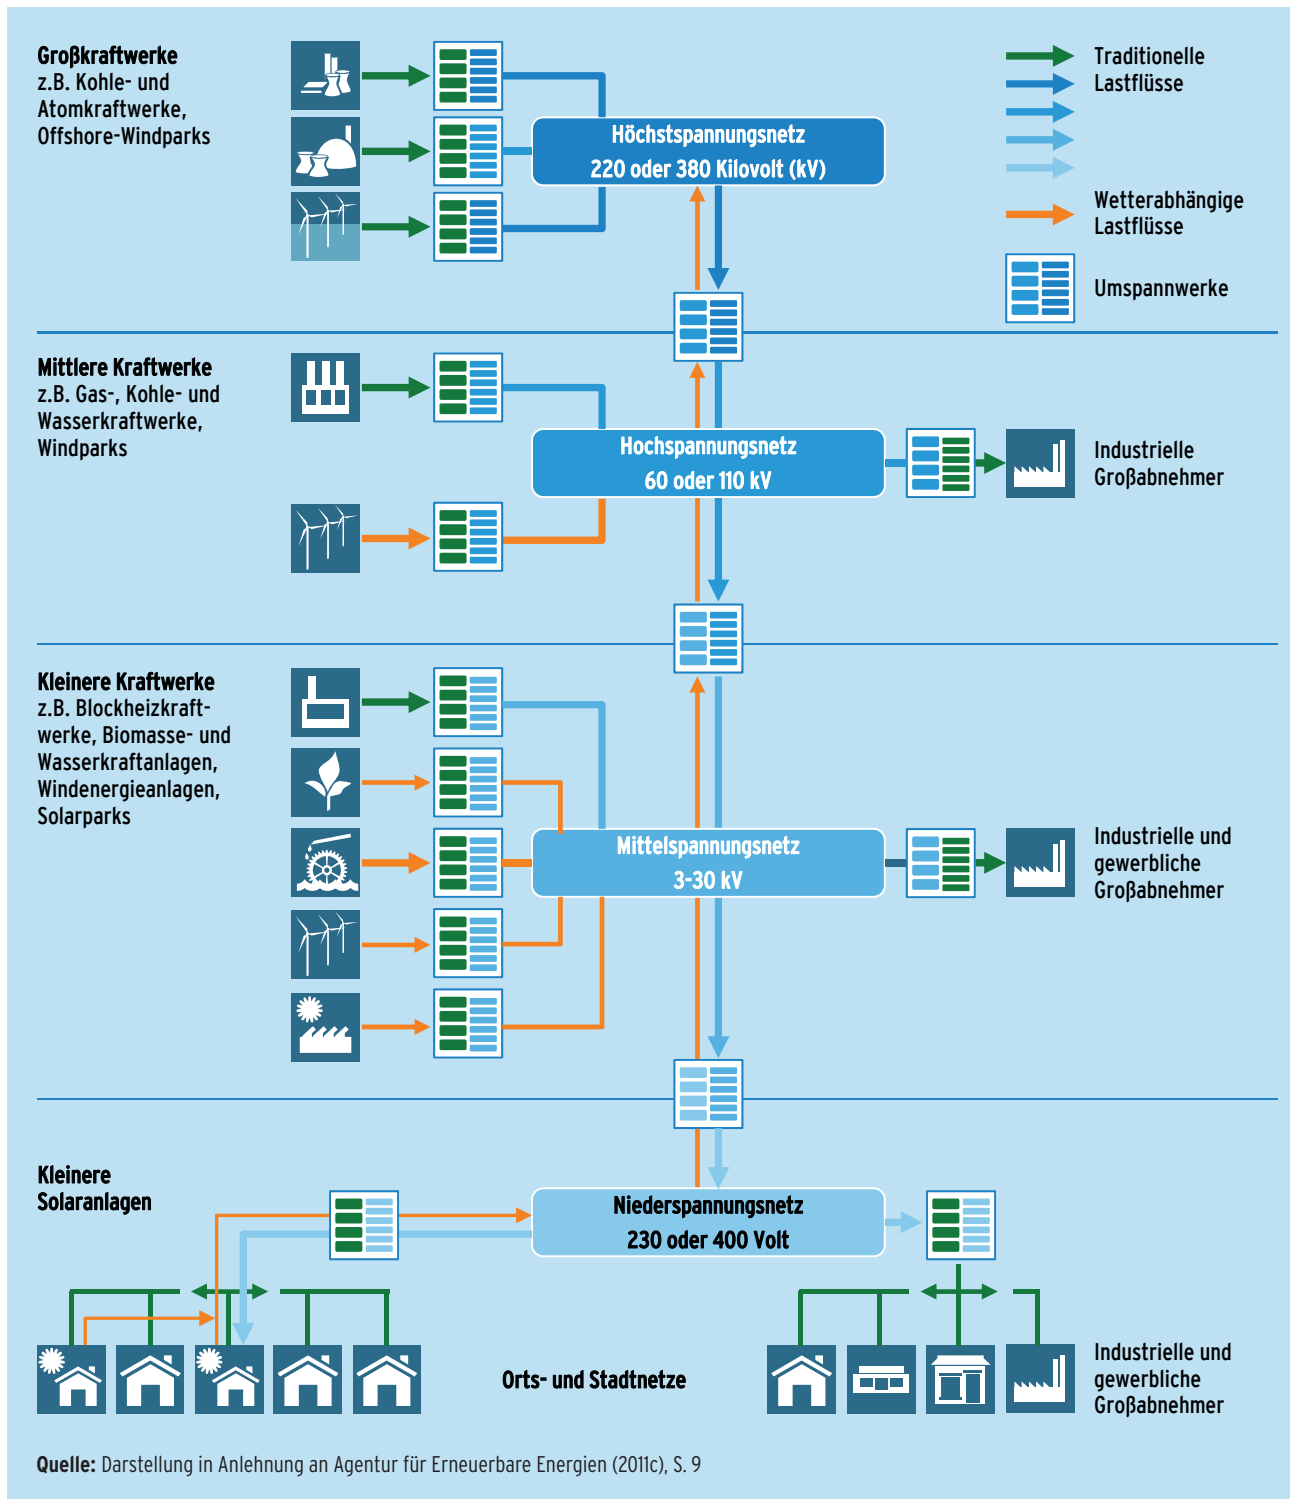 Großkraftwerke
z.B. Kohle- und
Atomkraftwerke,
Offshore-Windparks
Höchstspannungsnetz
220 oder 380 Kilovolt (kV)
Traditionelle
Lastflüsse
Wetterabhängige
Lastflüsse
Umspannwerke
Mittlere Kraftwerke
z.B. Gas-, Kohle- und
Wasserkraftwerke,
Windparks
Hochspannungsnetz
60 oder 110 kV
Industrielle
Großabnehmer
Kleinere Kraftwerke
z.B. Blockheizkraft-
werke, Biomasse- und
Wasserkraftanlagen,
Windenergieanlagen,
Solarparks
Mittelspannungsnetz
3-30 kV
Industrielle und
gewerbliche
Großabnehmer
Kleinere
Solaranlagen
Niederspannungsnetz
230 oder 400 Volt
Orts- und Stadtnetze
Industrielle und
gewerbliche
Großabnehmer
Quelle: Darstellung in Anlehnung an Agentur für Erneuerbare Energien (2011c), S. 9